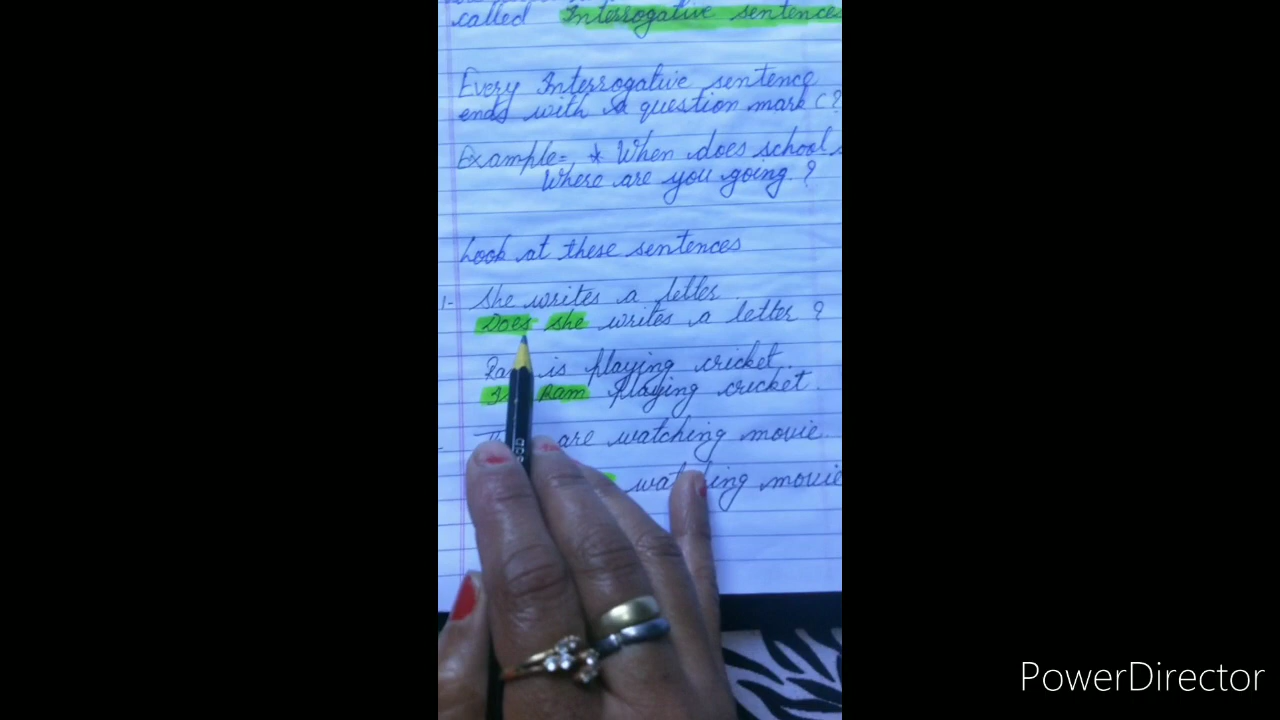 called Interrogative sentences
Every Interrogative sentence
ends with a question mark (?
Example= * When does school
Where are you going ?
Look at these sentences
1- She writes a letter.
Does she writes a letter ?
is playing cricket.
Ram playing cricket.
are watching movie.
watching movie
PowerDirector